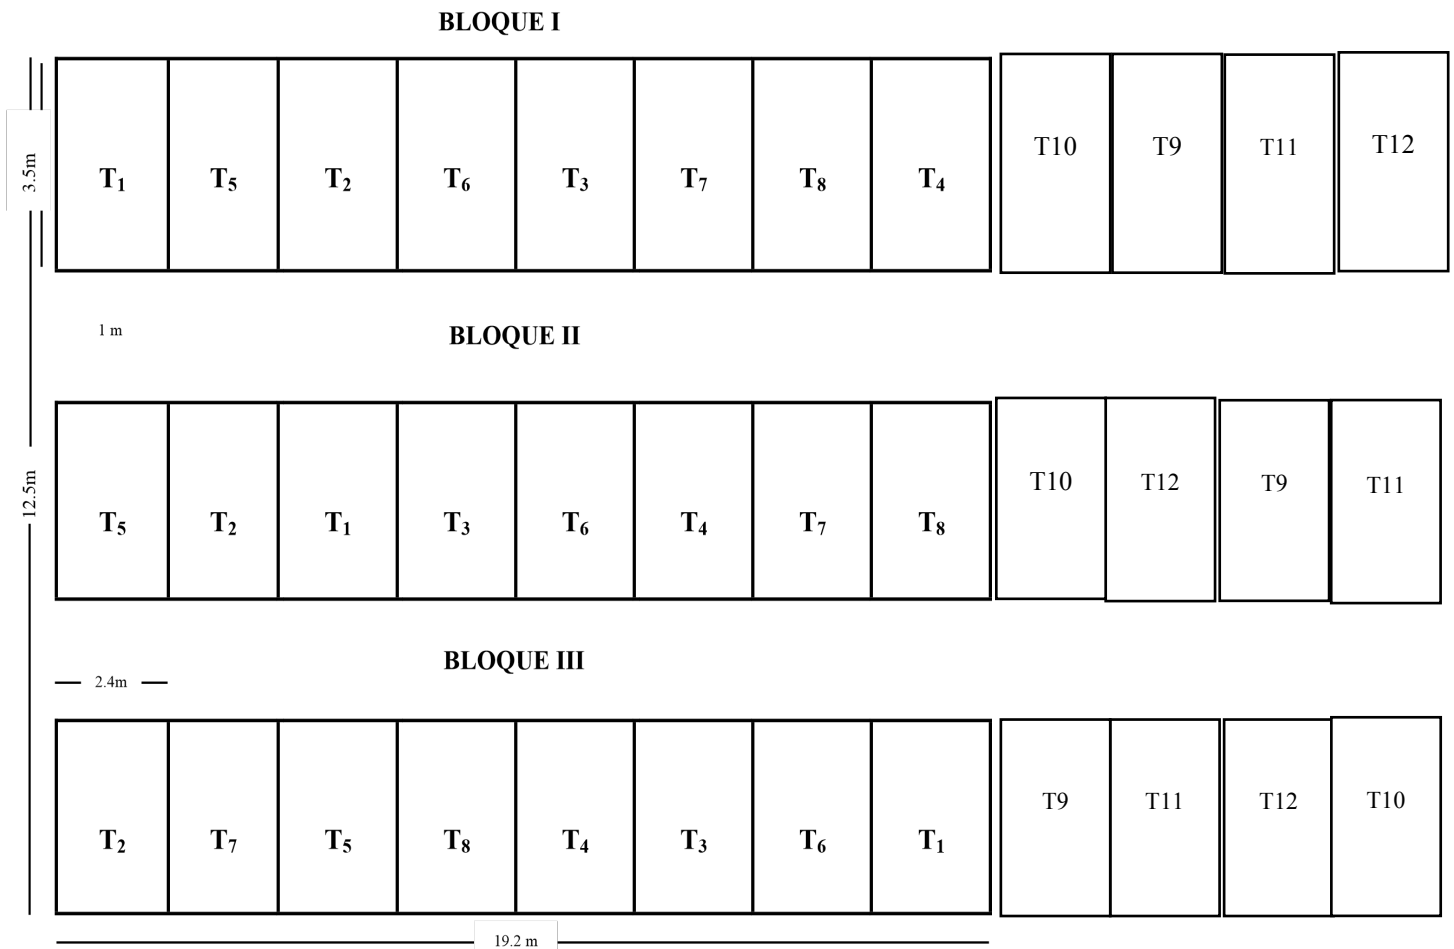 BLOQUE I
3.5m
T1 T5 T2 T6 T3 T7 T8 T4 T10 T9 T11 T12
1 m
BLOQUE II
12.5m
T5 T2 T1 T3 T6 T4 T7 T8 T10 T12 T9 T11
BLOQUE III
2.4m
T2 T7 T5 T8 T4 T3 T6 T1 T9 T11 T12 T10
19.2 m